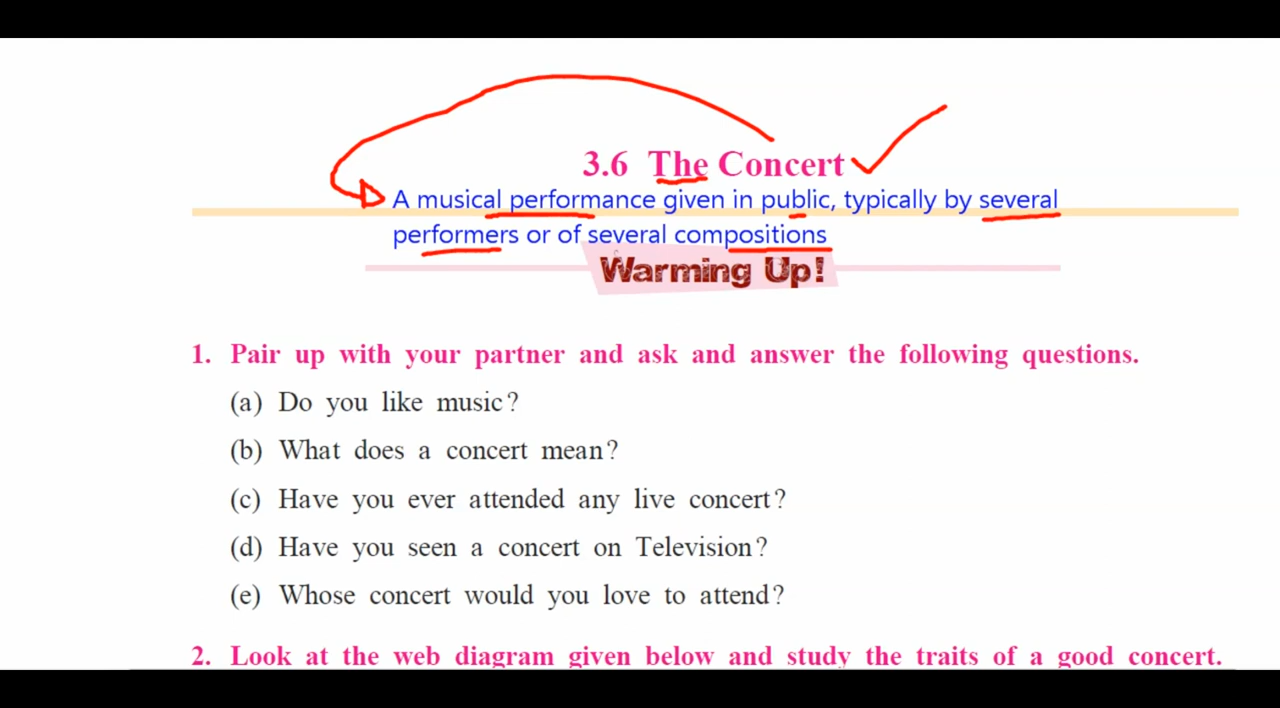 3.6 The Concert
A musical performance given in public, typically by several
performers or of several compositions
Warming Up!
1. Pair up with your partner and ask and answer the following questions.
(a) Do you like music?
(b) What does a concert mean?
(c) Have you ever attended any live concert?
(d) Have you seen a concert on Television?
(e) Whose concert would you love to attend?
2. Look at the web diagram given below and study the traits of a good concert.